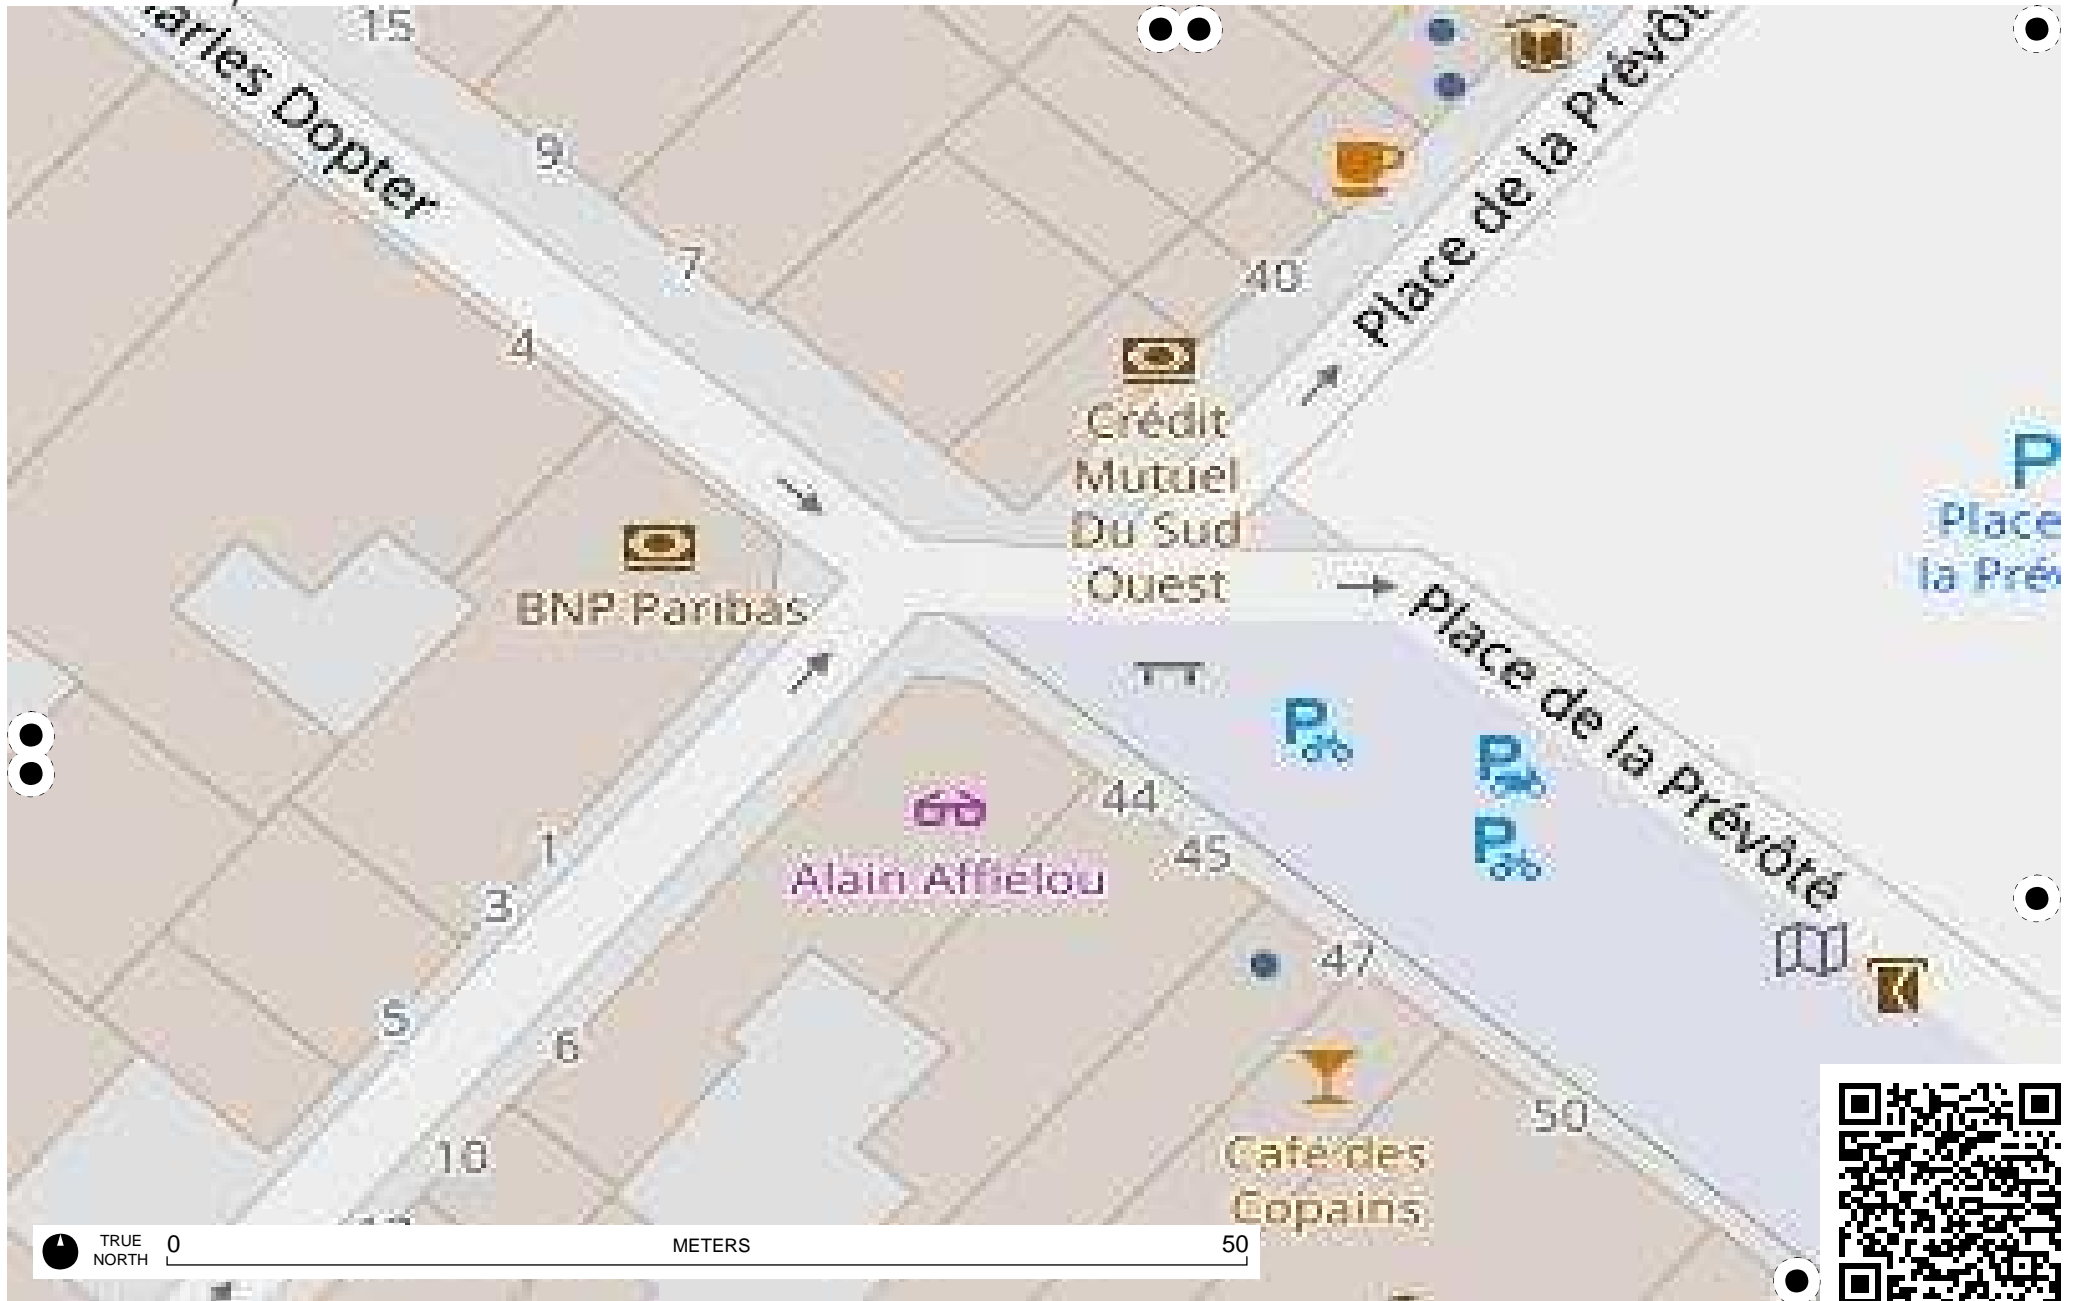 15
arles Dopter
Place de la Prévôt
9
7
40
4
Crédit
Mutuel
Du Sud
Ouest
P
Place
la Prév
BNP Paribas
Place de la Prévôté
P
P
P
44
45
Alain Afflelou
1
3
47
5
6
50
10
Café des
Copains
TRUE
NORTH
0
METERS
50